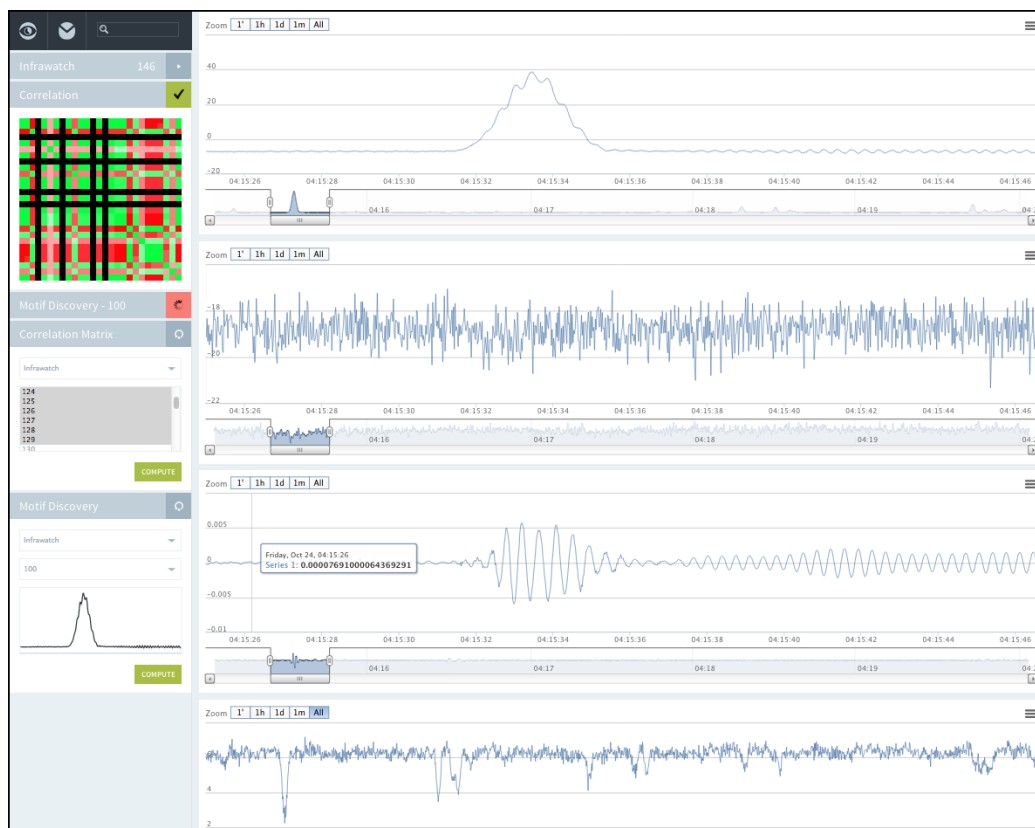 Infrawatch 146
Correlation
Motif Discovery - 100
Correlation Matrix
Infrawatch
124
125
126
127
128
129
130
COMPUTE
Motif Discovery
Infrawatch
100
COMPUTE
Zoom 1' 1h 1d 1m All
40
20
0
-20
04:15:26 04:15:28 04:15:30 04:15:32 04:15:34 04:15:36 04:15:38 04:15:40 04:15:42 04:15:44 04:15:46
04:16 04:17 04:18 04:19
Zoom 1' 1h 1d 1m All
-18
-20
-22
04:15:26 04:15:28 04:15:30 04:15:32 04:15:34 04:15:36 04:15:38 04:15:40 04:15:42 04:15:44 04:15:46
04:16 04:17 04:18 04:19
Zoom 1' 1h 1d 1m All
0.005
0
Friday, Oct 24, 04:15:26
Series 1: 0.00007691000064369291
-0.005
-0.01
04:15:26 04:15:28 04:15:30 04:15:32 04:15:34 04:15:36 04:15:38 04:15:40 04:15:42 04:15:44 04:15:46
04:16 04:17 04:18 04:19
Zoom 1' 1h 1d 1m All
4
2